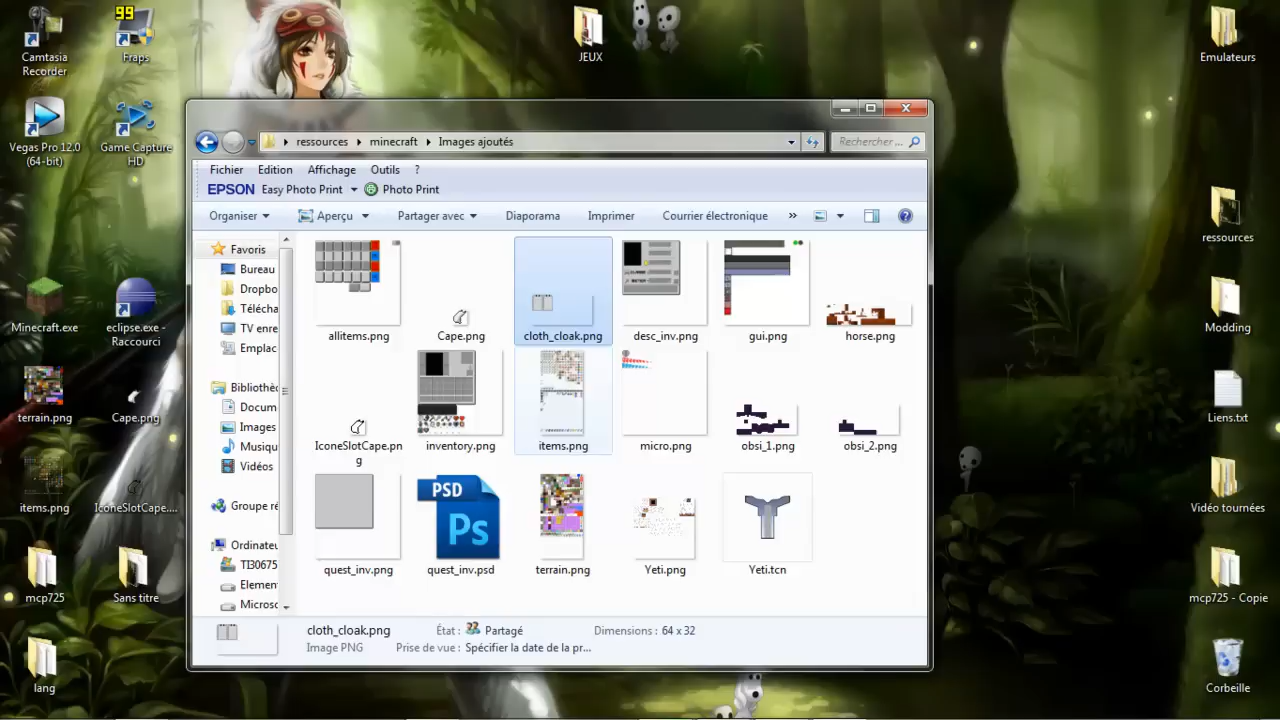 99
Camtasia
Recorder
Fraps
JEUX
Emulateurs
Vegas Pro 12.0
(64-bit)
Game Capture
HD
ressources
minecraft
Images ajoutés
Rechercher ...
Fichier
Edition
Affichage
Outils
?
EPSON
Easy Photo Print
Photo Print
Organiser
Aperçu
Partager avec
Diaporama
Imprimer
Courrier électronique
»
Favoris
Bureau
Dropbo
Télécha
TV enre
Emplac
Bibliothèc
Docum
Images
Musiqu
Vidéos
Groupe ré
Ordinateu
TI30675
Elemen
Microsc
allitems.png
Cape.png
cloth_cloak.png
desc_inv.png
gui.png
horse.png
IconeSlotCape.pn
g
inventory.png
items.png
micro.png
obsi_1.png
obsi_2.png
quest_inv.png
PSD
Ps
quest_inv.psd
terrain.png
Yeti.png
Yeti.tcn
cloth_cloak.png
État :
Partagé
Dimensions : 64 x 32
Image PNG
Prise de vue : Spécifier la date de la pr...
Minecraft.exe
eclipse.exe -
Raccourci
terrain.png
Cape.png
items.png
IconeSlotCape....
mcp725
Sans titre
lang
ressources
Modding
Liens.txt
Vidéo tournées
mcp725 - Copie
Corbeille